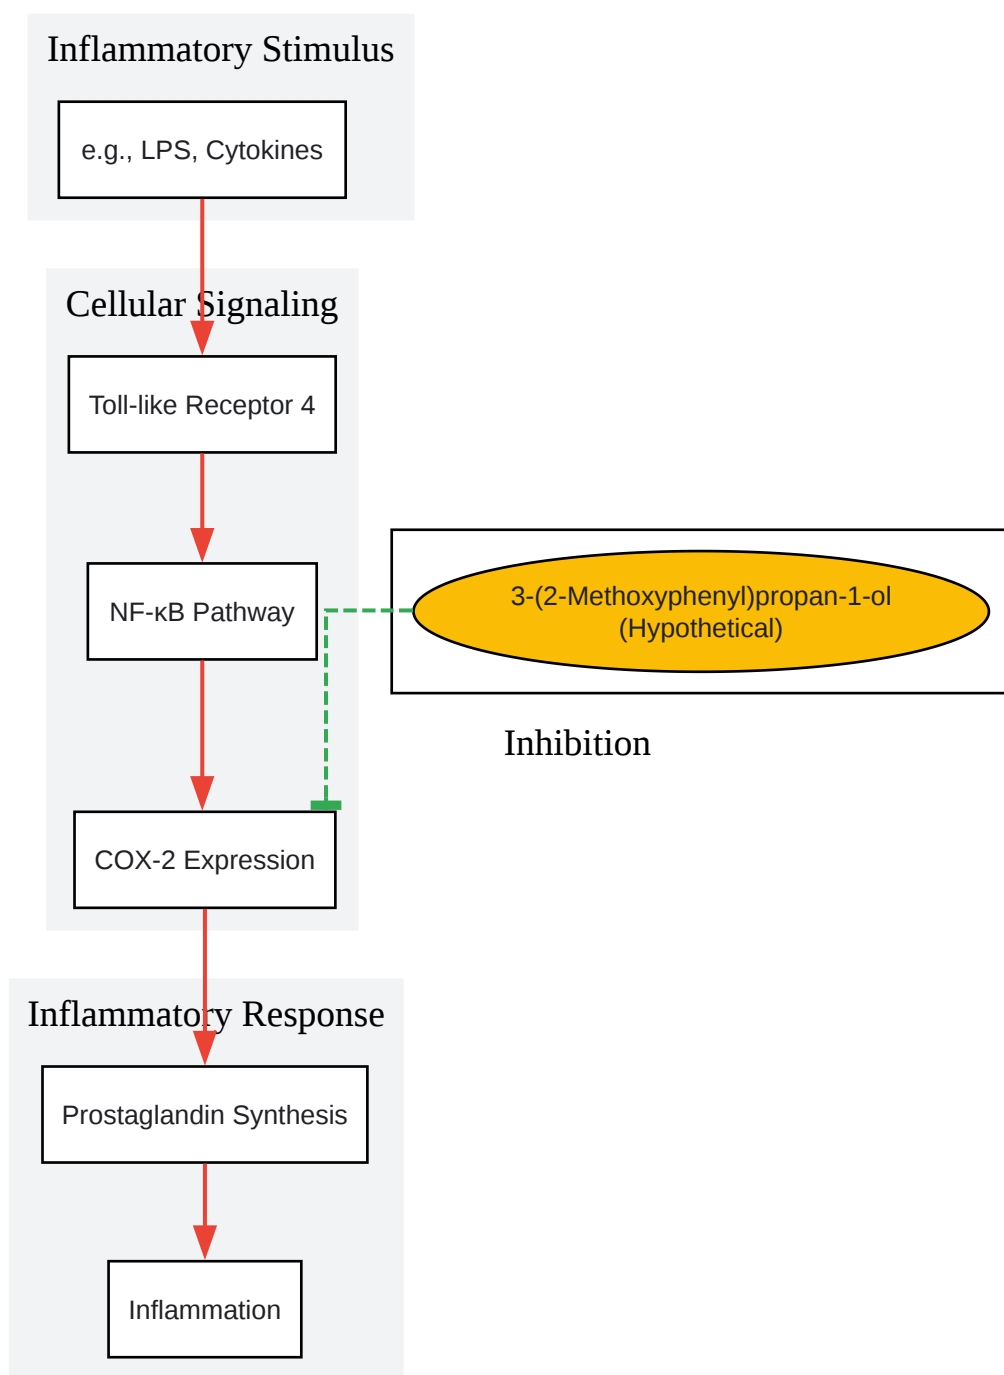 Inflammatory Stimulus
e.g., LPS, Cytokines
Cellular Signaling
Toll-like Receptor 4
NF-κB Pathway
3-(2-Methoxyphenyl)propan-1-ol
(Hypothetical)
Inhibition
COX-2 Expression
Inflammatory Response
Prostaglandin Synthesis
Inflammation